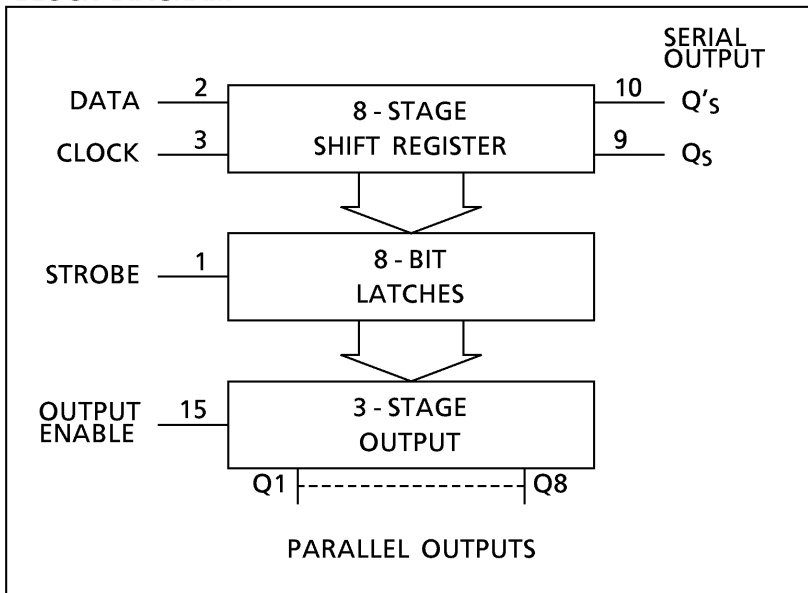 SERIAL
OUTPUT
DATA 2
8 - STAGE
SHIFT REGISTER
10 Q's
CLOCK 3
9 Qs
STROBE 1
8 - BIT
LATCHES
OUTPUT
ENABLE 15
3 - STAGE
OUTPUT
Q1 Q8
PARALLEL OUTPUTS